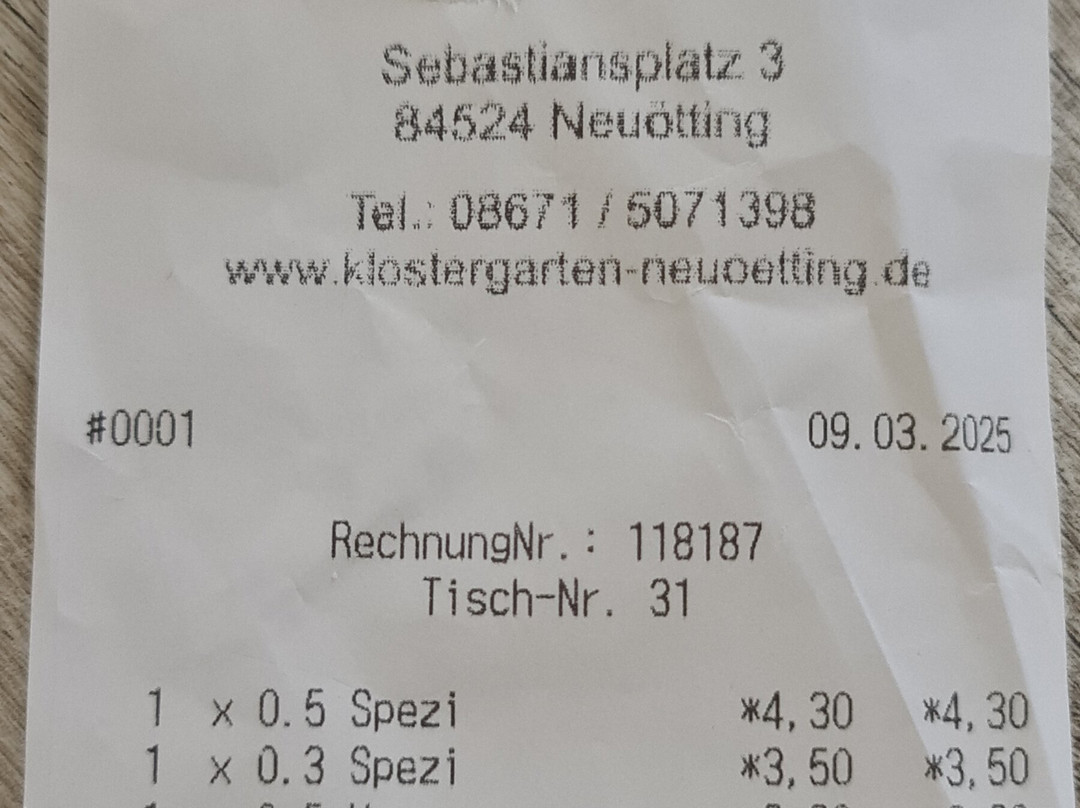 Sebastiansplatz 3
84524 Neuötting
Tel.: 08671 / 5071398
www.klostergarten-neuoetting.de
#0001 09.03.2025
RechnungNr.: 118187
Tisch-Nr. 31
1 x 0.5 Spezi *4,30 *4,30
1 x 0.3 Spezi *3,50 *3,50